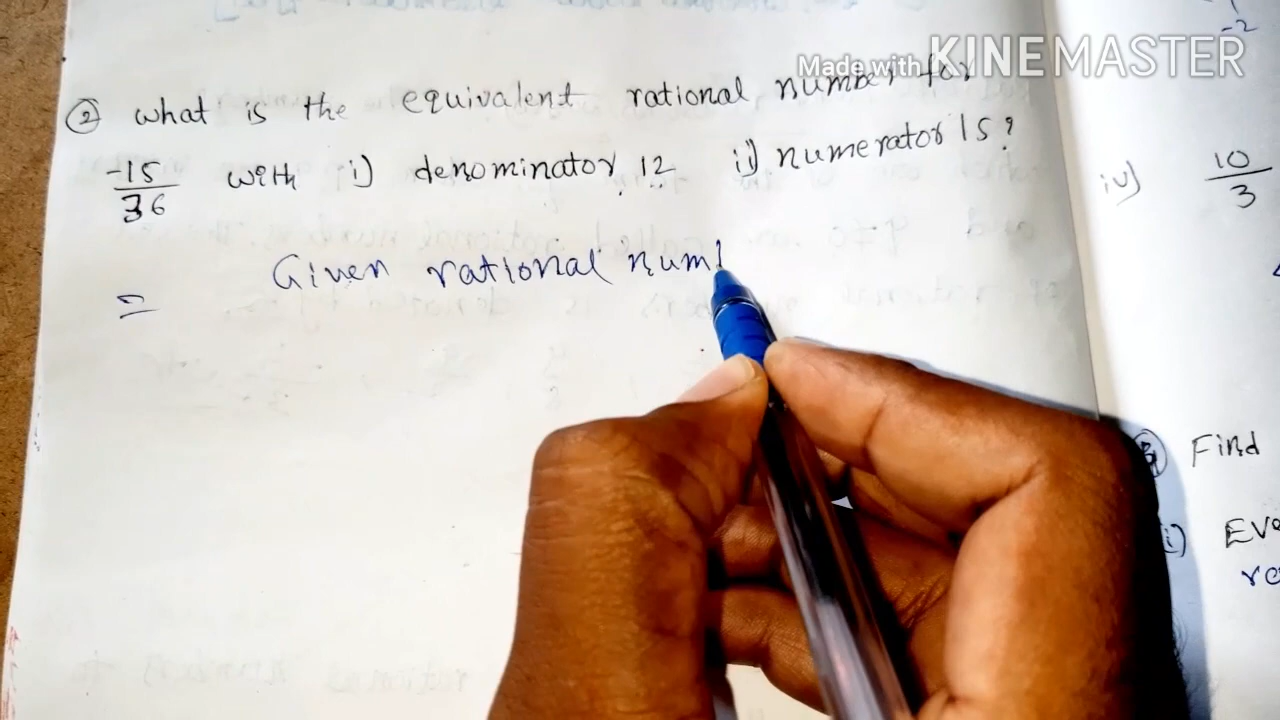 Made with KINEMASTER
② what is the equivalent rational number for
-15/36 with i) denominator 12 ii) numerator 15?
= Given rational num
-2
iv) 10/3
Find
i) Eve
re